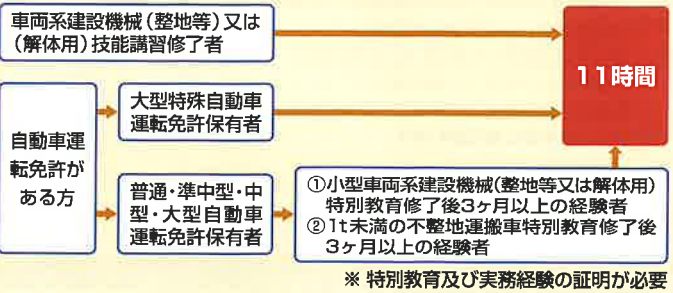 車両系建設機械(整地等)又は
(解体用)技能講習修了者
11時間
自動車運
転免許が
ある方
大型特殊自動車
運転免許保有者
普通・準中型・中
型・大型自動車
運転免許保有者
①小型車両系建設機械(整地等又は解体用)
特別教育修了後3ヶ月以上の経験者
②1t未満の不整地運搬車特別教育修了後
3ヶ月以上の経験者
※ 特別教育及び実務経験の証明が必要